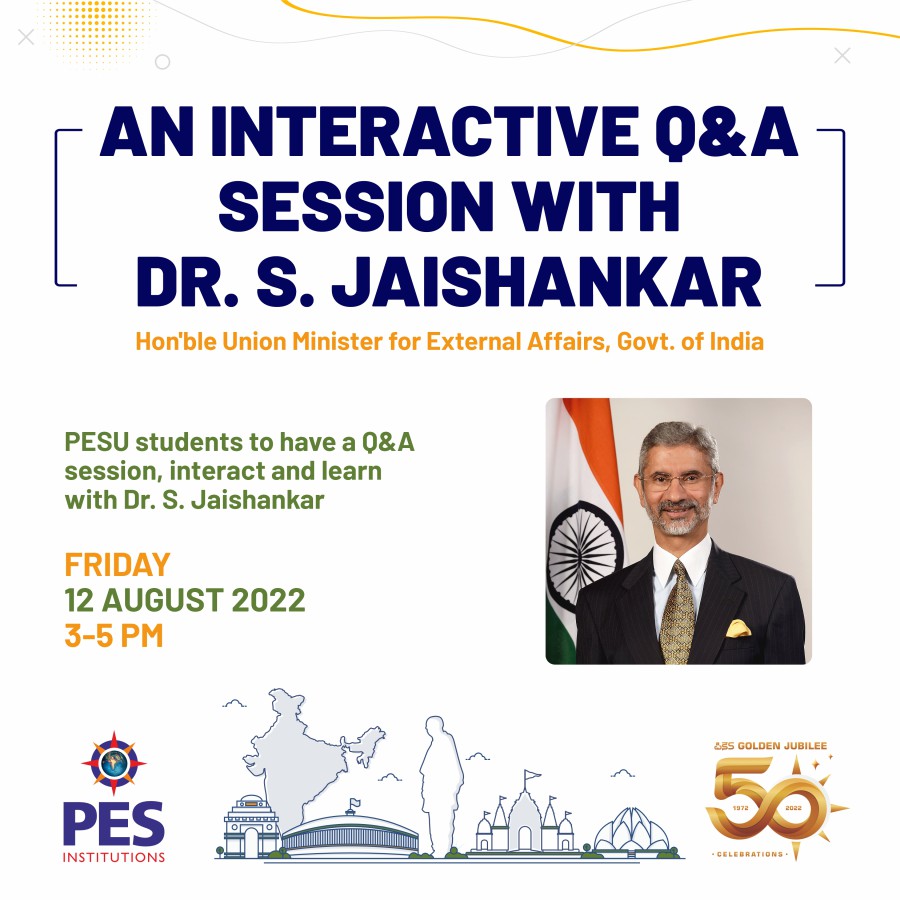 AN INTERACTIVE Q&A
SESSION WITH
DR. S. JAISHANKAR
Hon'ble Union Minister for External Affairs, Govt. of India
PESU students to have a Q&A
session, interact and learn
with Dr. S. Jaishankar
FRIDAY
12 AUGUST 2022
3-5 PM
PES
INSTITUTIONS
PES GOLDEN JUBILEE
50
1972 2022
· CELEBRATIONS ·